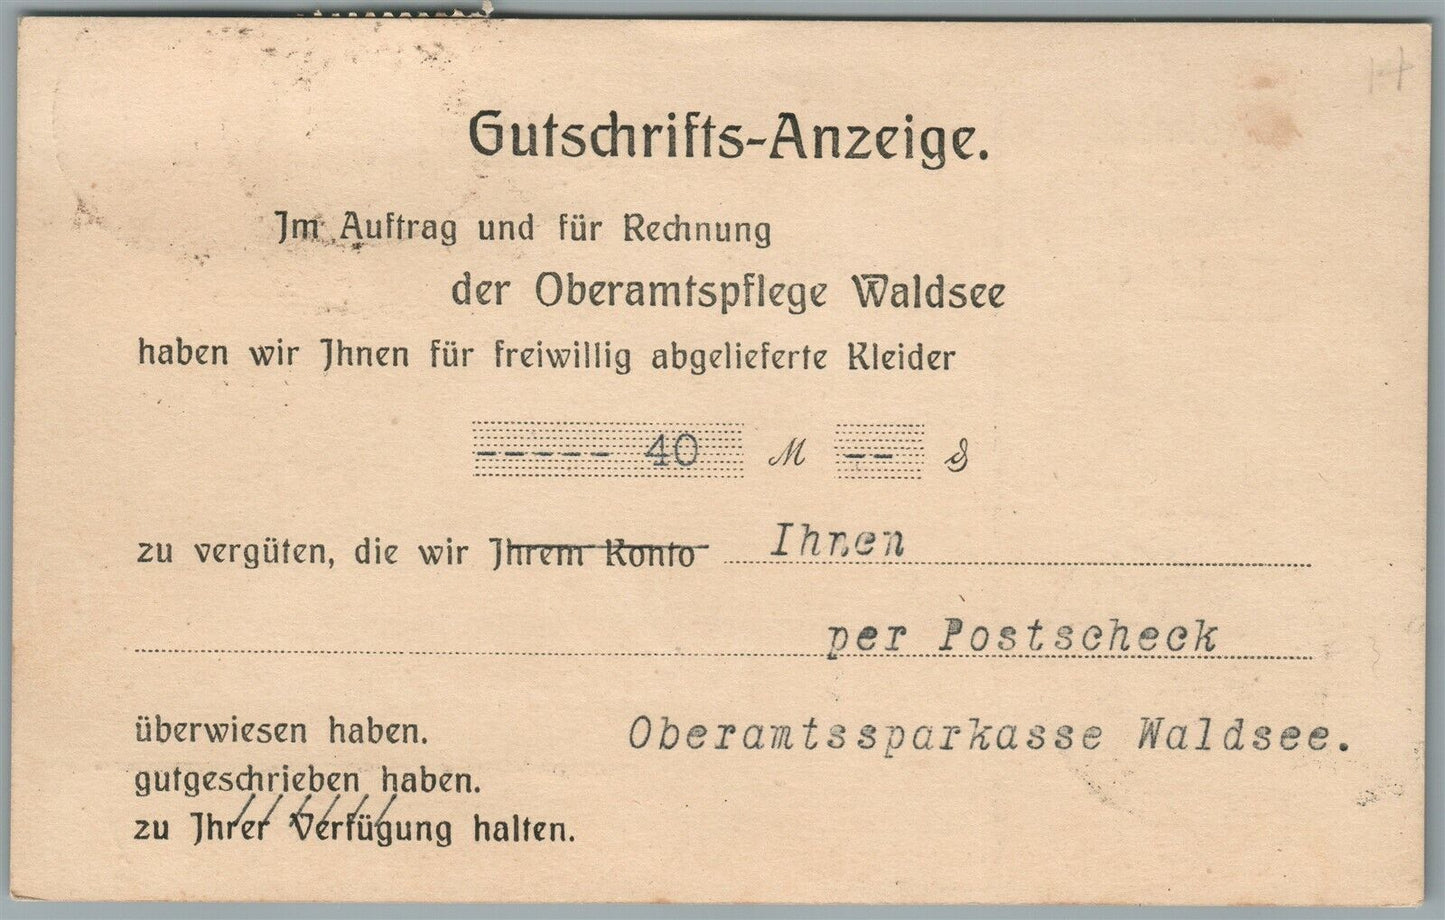 Gutschrifts-Anzeige.
Im Auftrag und für Rechnung
der Oberamtspflege Waldsee
haben wir Ihnen für freiwillig abgelieferte Kleider
----- 40 M -- ₰
zu vergüten, die wir Ihrem Konto Ihnen
per Postscheck
überwiesen haben. Oberamtssparkasse Waldsee.
gutgeschrieben haben.
zu Ihrer Verfügung halten.